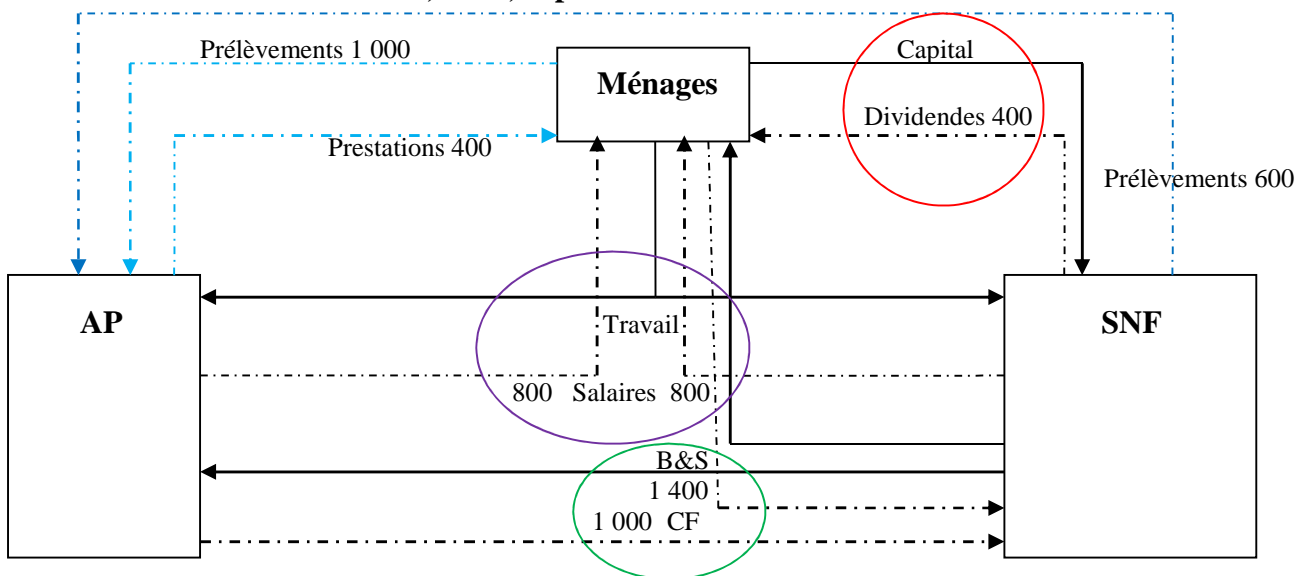 Prélèvements 1 000
Capital
Ménages
Dividendes 400
Prestations 400
Prélèvements 600
AP
SNF
Travail
800 Salaires 800
B&S
1 400
1 000 CF